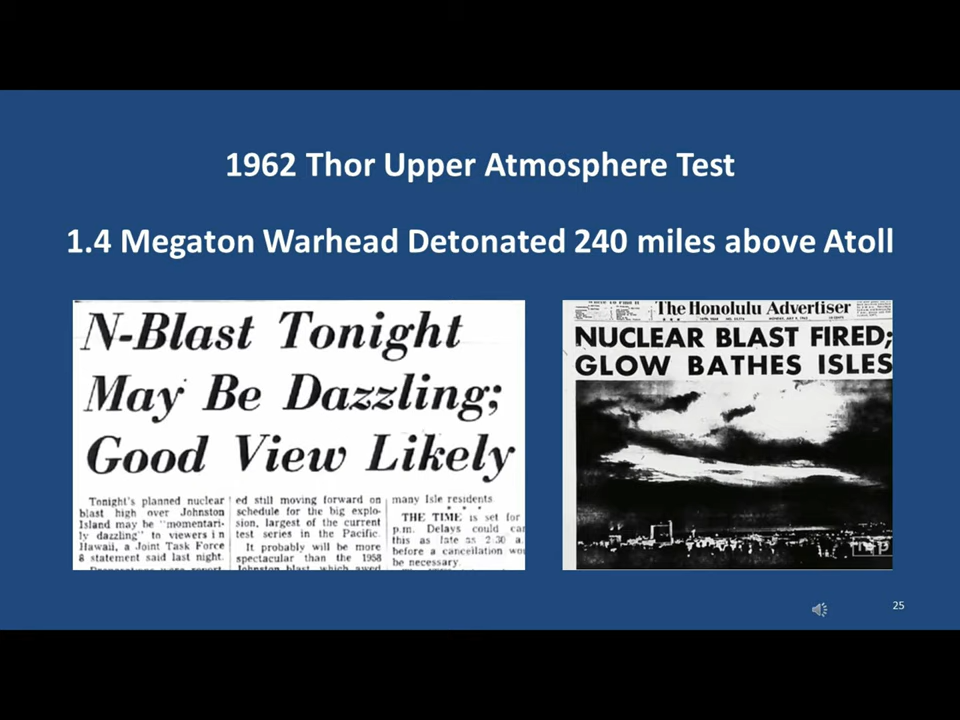 1962 Thor Upper Atmosphere Test
1.4 Megaton Warhead Detonated 240 miles above Atoll
N-Blast Tonight
May Be Dazzling;
Good View Likely
Tonight's planned nuclear
blast high over Johnston
Island may be "momentari-
ly dazzling" to viewers in
Hawaii, a Joint Task Force
8 statement said last night.
ed still moving forward on
schedule for the big explo-
sion, largest of the current
test series in the Pacific.
It probably will be more
spectacular than the 1958
Johnston blast, which awed
many Isle residents
* * *
THE TIME is set for
p.m. Delays could
this as late as 2:30 a.
before a cancellation
be necessary.
The Honolulu Advertiser
NUCLEAR BLAST FIRED;
GLOW BATHES ISLES
25